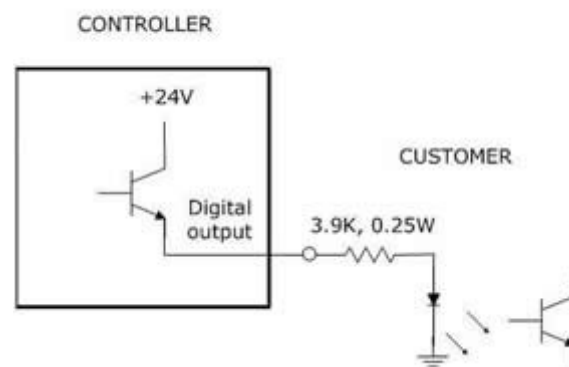 CONTROLLER
+24V
CUSTOMER
Digital
output
3.9K, 0.25W